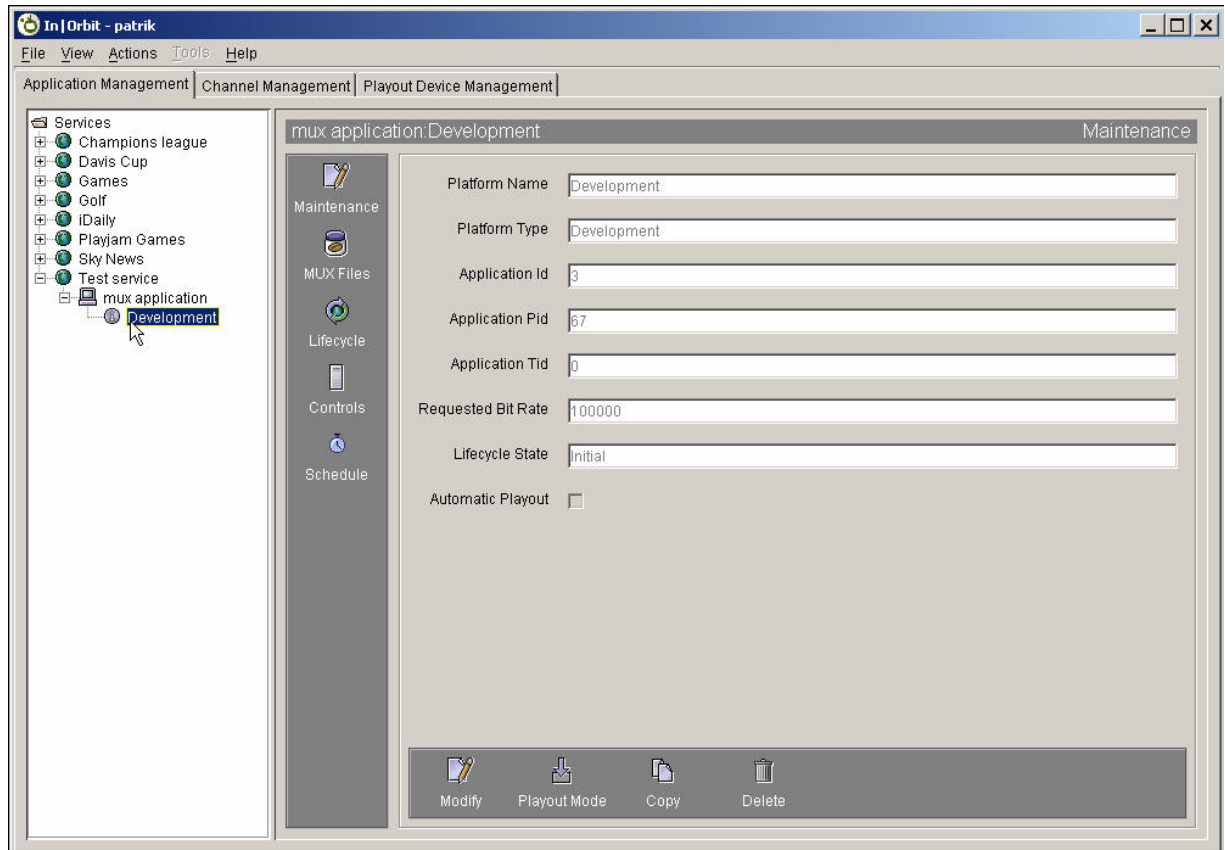 In|Orbit - patrik
File View Actions Tools Help
Application Management Channel Management Playout Device Management
Services
Champions league
Davis Cup
Games
Golf
iDaily
Playjam Games
Sky News
Test service
mux application
Development
mux application:Development Maintenance
Maintenance
MUX Files
Lifecycle
Controls
Schedule
Platform Name Development
Platform Type Development
Application Id 3
Application Pid 67
Application Tid 0
Requested Bit Rate 100000
Lifecycle State Initial
Automatic Playout
Modify Playout Mode Copy Delete